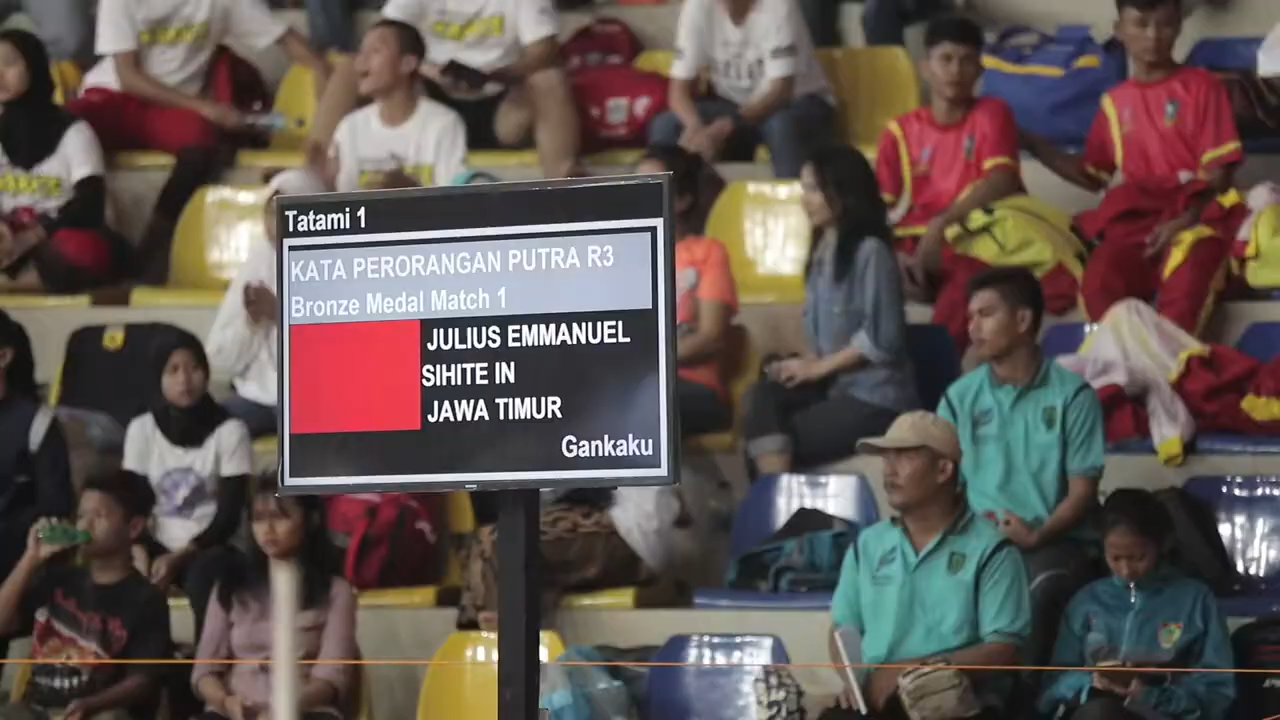 Tatami 1
KATA PERORANGAN PUTRA R3
Bronze Medal Match 1
JULIUS EMMANUEL
SIHITE IN
JAWA TIMUR
Gankaku